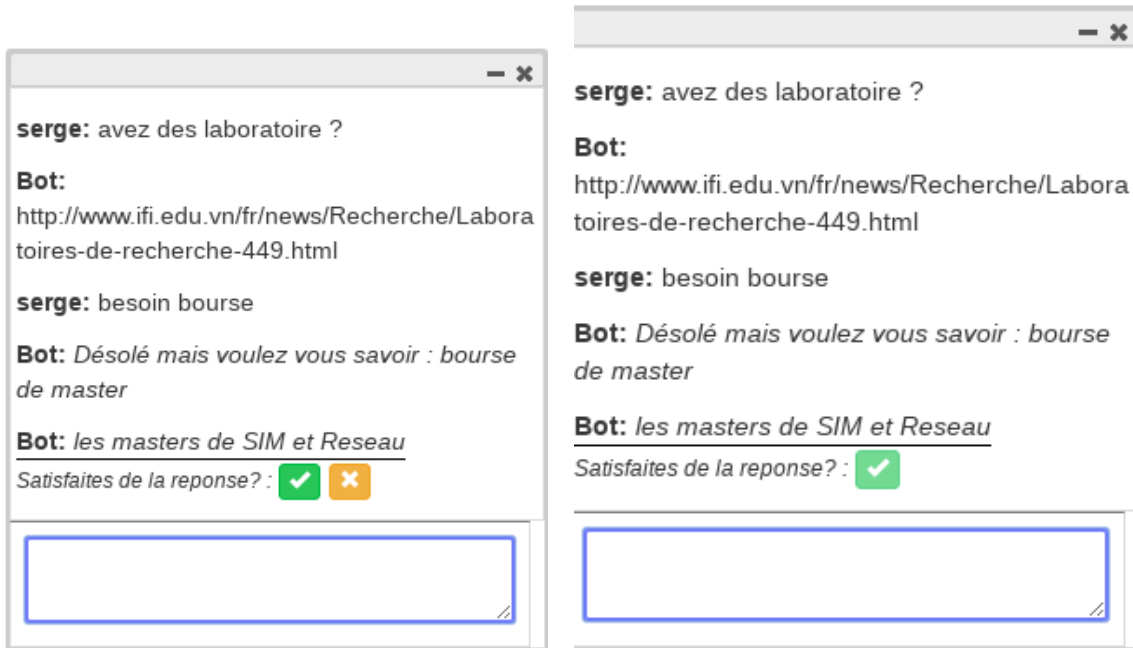 serge: avez des laboratoire ?
Bot:
http://www.ifi.edu.vn/fr/news/Recherche/Labora
toires-de-recherche-449.html
serge: besoin bourse
Bot: Désolé mais voulez vous savoir : bourse
de master
Bot: les masters de SIM et Reseau
Satisfaites de la reponse? :
serge: avez des laboratoire ?
Bot:
http://www.ifi.edu.vn/fr/news/Recherche/Labora
toires-de-recherche-449.html
serge: besoin bourse
Bot: Désolé mais voulez vous savoir : bourse
de master
Bot: les masters de SIM et Reseau
Satisfaites de la reponse? :